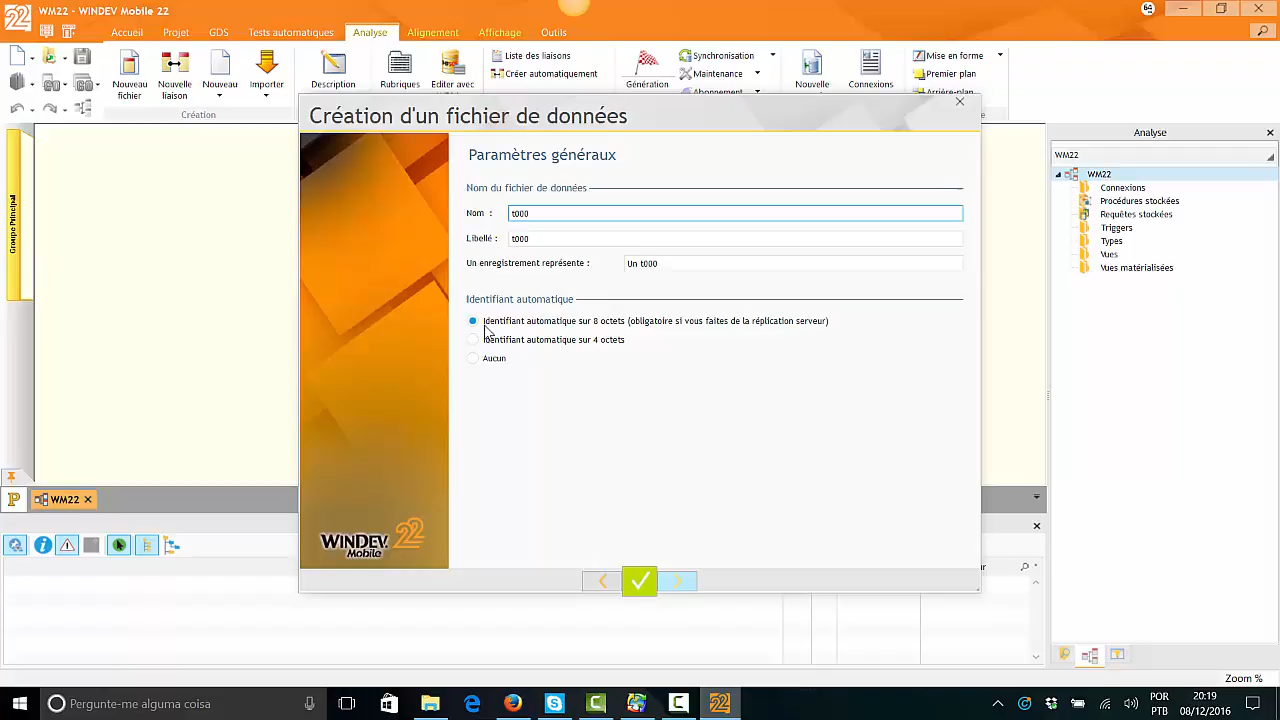 WM22 - WINDEV Mobile 22
Accueil Projet GDS Tests automatiques Analyse Alignement Affichage Outils
Nouveau fichier
Nouvelle liaison
Nouveau
Importer
Création
Description
Rubriques
Editer avec
Liste des liaisons
Créer automatiquement
Génération
Synchronisation
Maintenance
Nouvelle
Connexions
Mise en forme
Premier plan
Groupe Principal
Création d'un fichier de données
Paramètres généraux
Nom du fichier de données
Nom : t000
Libellé : t000
Un enregistrement représente : Un t000
Identifiant automatique
Identifiant automatique sur 8 octets (obligatoire si vous faites de la réplication serveur)
Identifiant automatique sur 4 octets
Aucun
WINDEV 22
Mobile
Analyse
WM22
WM22
Connexions
Procédures stockées
Requêtes stockées
Triggers
Types
Vues
Vues matérialisées
WM22
Zoom %
Pergunte-me alguma coisa
POR
PTB
20:19
08/12/2016